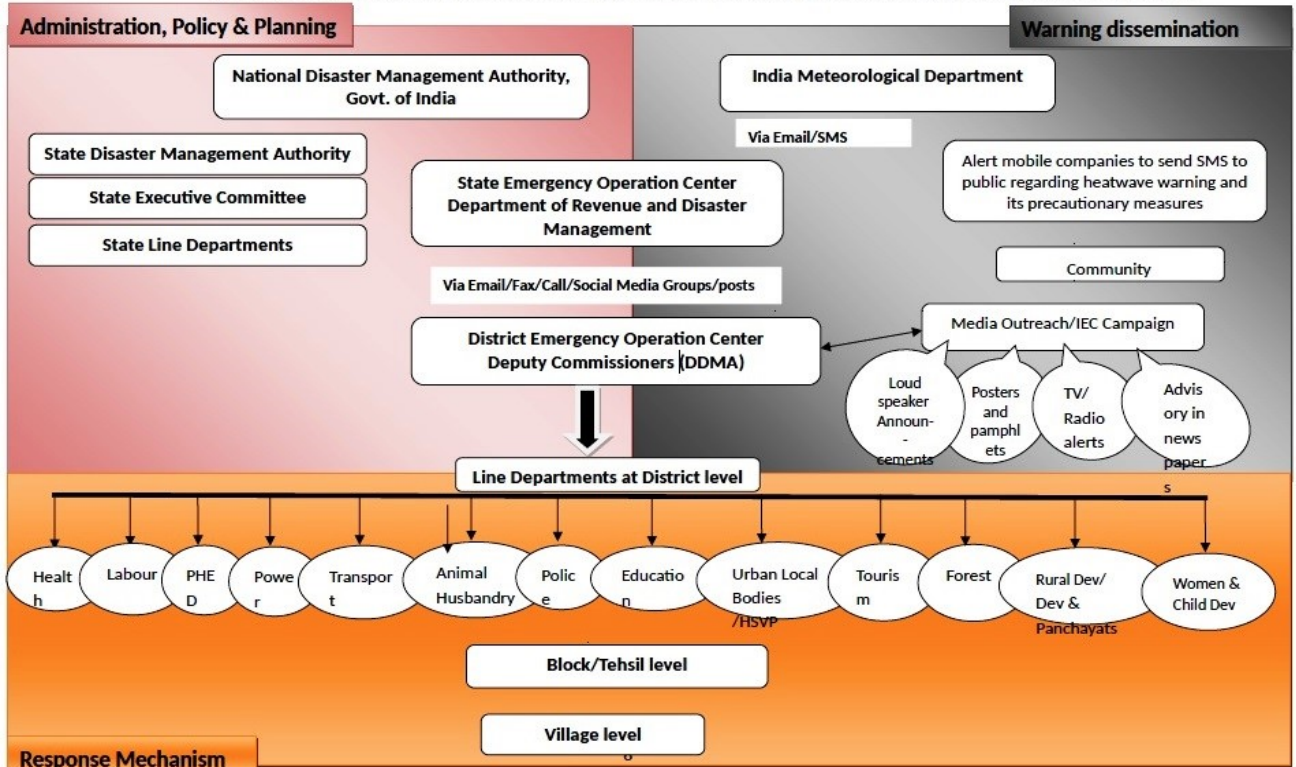 Administration, Policy & Planning
Warning dissemination
National Disaster Management Authority,
Govt. of India
India Meteorological Department
Via Email/SMS
State Disaster Management Authority
State Executive Committee
State Line Departments
State Emergency Operation Center
Department of Revenue and Disaster
Management
Alert mobile companies to send SMS to
public regarding heatwave warning and
its precautionary measures
Community
Via Email/Fax/Call/Social Media Groups/posts
District Emergency Operation Center
Deputy Commissioners (DDMA)
Media Outreach/IEC Campaign
Loud
speaker
Announ-
-
cements
Posters
and
pamphl
ets
TV/
Radio
alerts
Advis
ory in
news
paper
s
Line Departments at District level
Healt
h
Labour
PHE
D
Powe
r
Transpor
t
Animal
Husbandry
Polic
e
Educatio
n
Urban Local
Bodies
/HSVP
Touris
m
Forest
Rural Dev/
Dev &
Panchayats
Women &
Child Dev
Block/Tehsil level
Village level
Response Mechanism